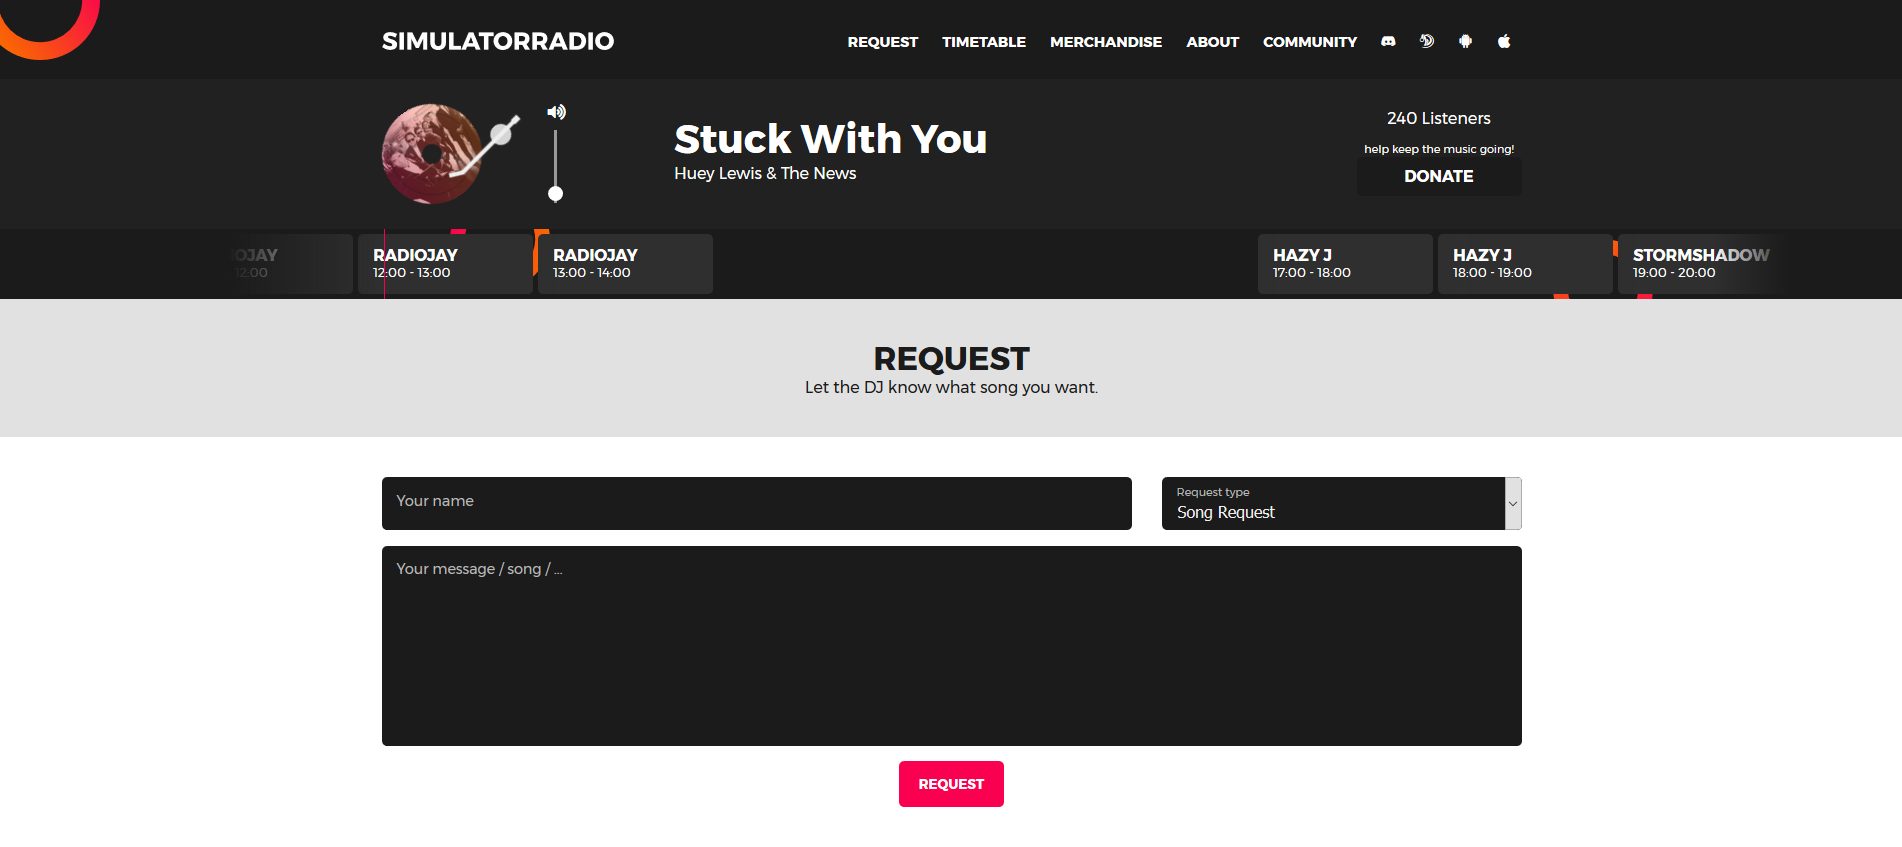 SIMULATORRADIO
REQUEST TIMETABLE MERCHANDISE ABOUT COMMUNITY
Stuck With You
Huey Lewis & The News
240 Listeners
help keep the music going!
DONATE
OJAY
12:00
RADIOJAY
12:00 - 13:00
RADIOJAY
13:00 - 14:00
HAZY J
17:00 - 18:00
HAZY J
18:00 - 19:00
STORMSHADOW
19:00 - 20:00
REQUEST
Let the DJ know what song you want.
Your name
Request type
Song Request
Your message / song / ...
REQUEST